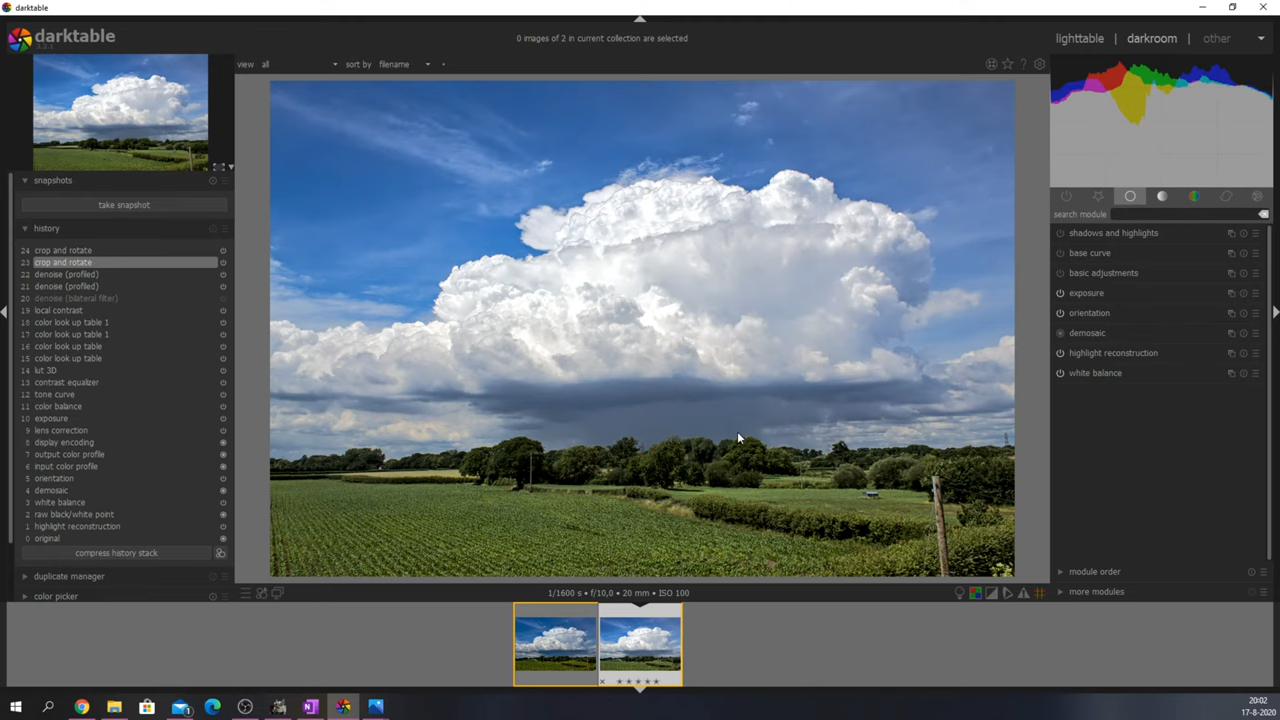 darktable
darktable
3.2.1
0 images of 2 in current collection are selected
lighttable | darkroom | other
view all sort by filename
?
snapshots
take snapshot
history
24 crop and rotate
23 crop and rotate
22 denoise (profiled)
21 denoise (profiled)
20 denoise (bilateral filter)
19 local contrast
18 color look up table 1
17 color look up table 1
16 color look up table
15 color look up table
14 lut 3D
13 contrast equalizer
12 tone curve
11 color balance
10 exposure
9 lens correction
8 display encoding
7 output color profile
6 input color profile
5 orientation
4 demosaic
3 white balance
2 raw black/white point
1 highlight reconstruction
0 original
compress history stack
duplicate manager
color picker
search module
shadows and highlights
base curve
basic adjustments
exposure
orientation
demosaic
highlight reconstruction
white balance
module order
more modules
1/1600 s • f/10,0 • 20 mm • ISO 100
20:02
17-8-2020